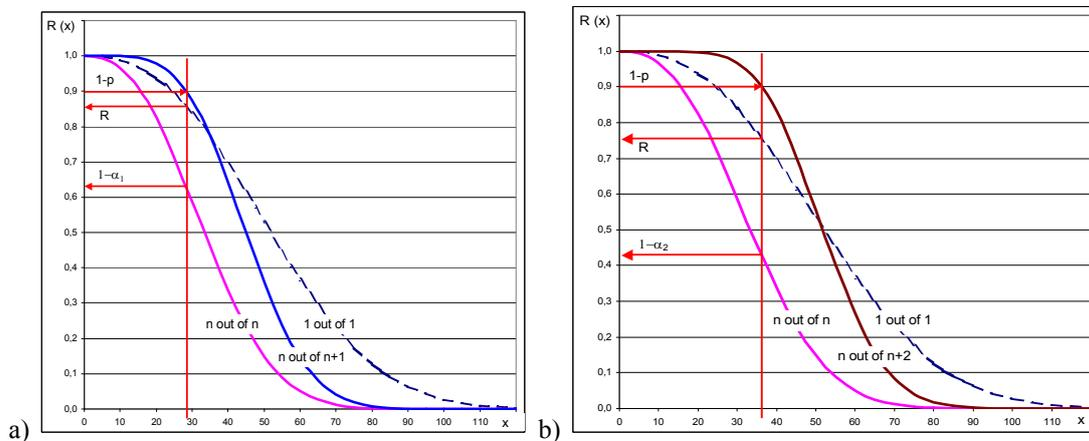 R (x)
1,0
0,9
0,8
0,7
0,6
0,5
0,4
0,3
0,2
0,1
0,0
1-p
R
1−α1
n out of n
1 out of 1
n out of n+1
0 10 20 30 40 50 60 70 80 90 100 110
x
a)
R (x)
1,0
0,9
0,8
0,7
0,6
0,5
0,4
0,3
0,2
0,1
0,0
1-p
R
1−α2
n out of n
1 out of 1
n out of n+2
0 10 20 30 40 50 60 70 80 90 100 110
x
b)